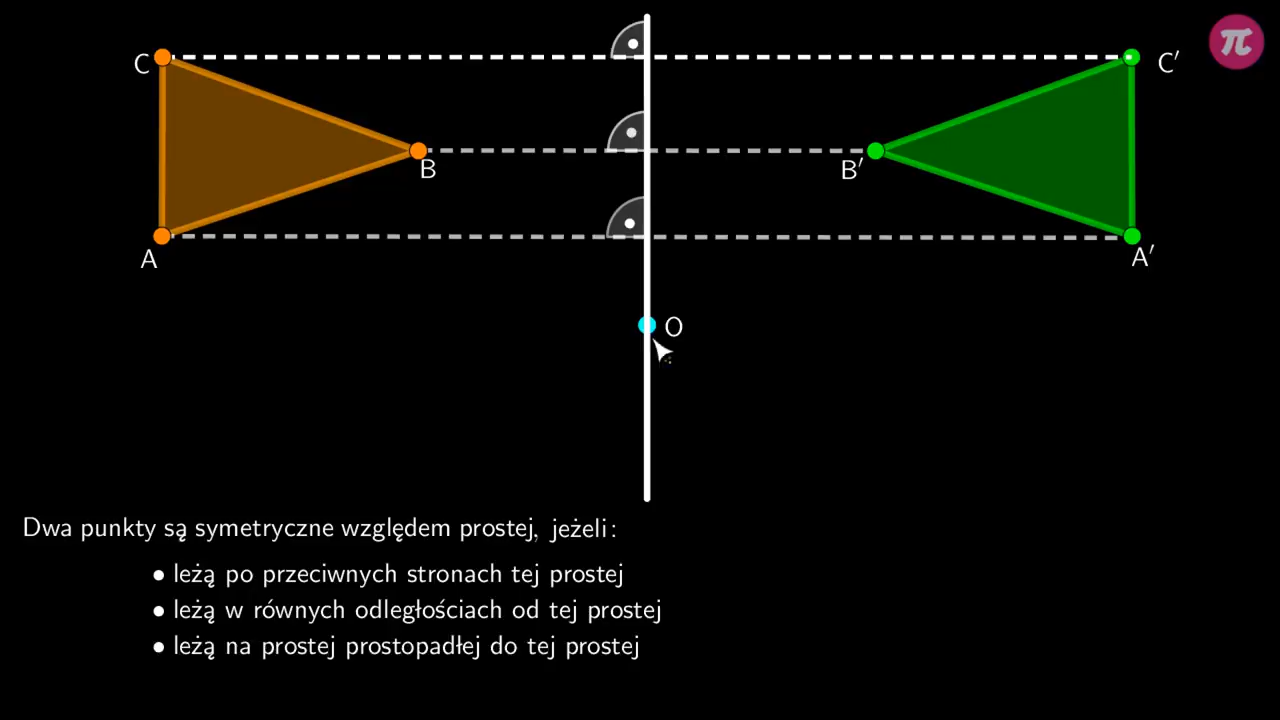 π
C
C′
B
B′
A
A′
O
Dwa punkty są symetryczne względem prostej, jeżeli:
• leżą po przeciwnych stronach tej prostej
• leżą w równych odległościach od tej prostej
• leżą na prostej prostopadłej do tej prostej